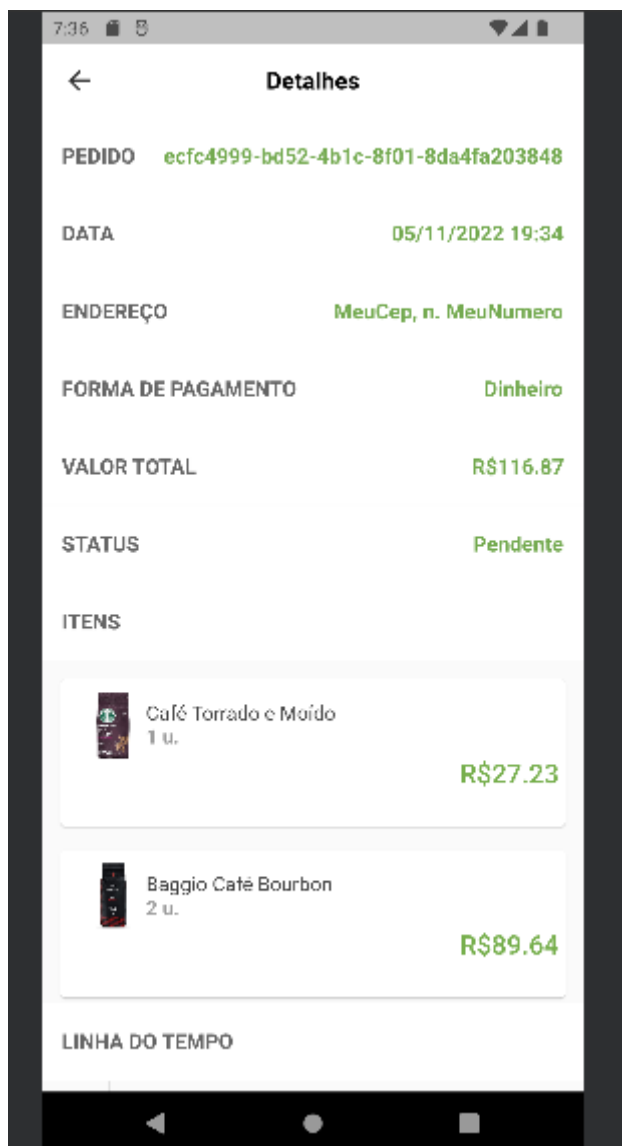 7:36
Detalhes
PEDIDO ecfc4999-bd52-4b1c-8f01-8da4fa203848
DATA 05/11/2022 19:34
ENDEREÇO MeuCep, n. MeuNumero
FORMA DE PAGAMENTO Dinheiro
VALOR TOTAL R$116.87
STATUS Pendente
ITENS
Café Torrado e Moído
1 u.
R$27.23
Baggio Café Bourbon
2 u.
R$89.64
LINHA DO TEMPO